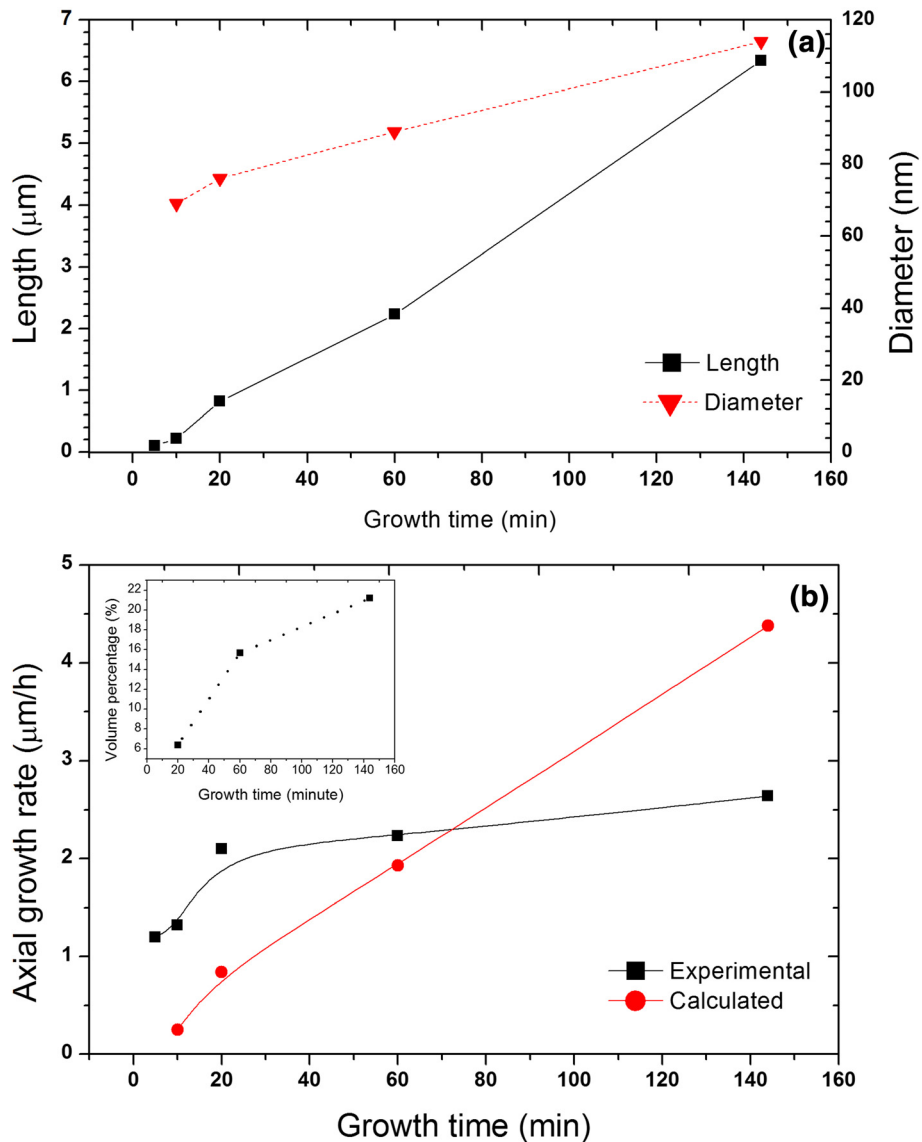 (a)
7
6
5
4
3
2
1
0
Length (μm)
120
100
80
60
40
20
0
Diameter (nm)
Length
Diameter
0 20 40 60 80 100 120 140 160
Growth time (min)
(b)
5
4
3
2
1
0
Axial growth rate (μm/h)
22
20
18
16
14
12
10
8
6
Volume percentage (%)
0 20 40 60 80 100 120 140 160
Growth time (minute)
Experimental
Calculated
0 20 40 60 80 100 120 140 160
Growth time (min)